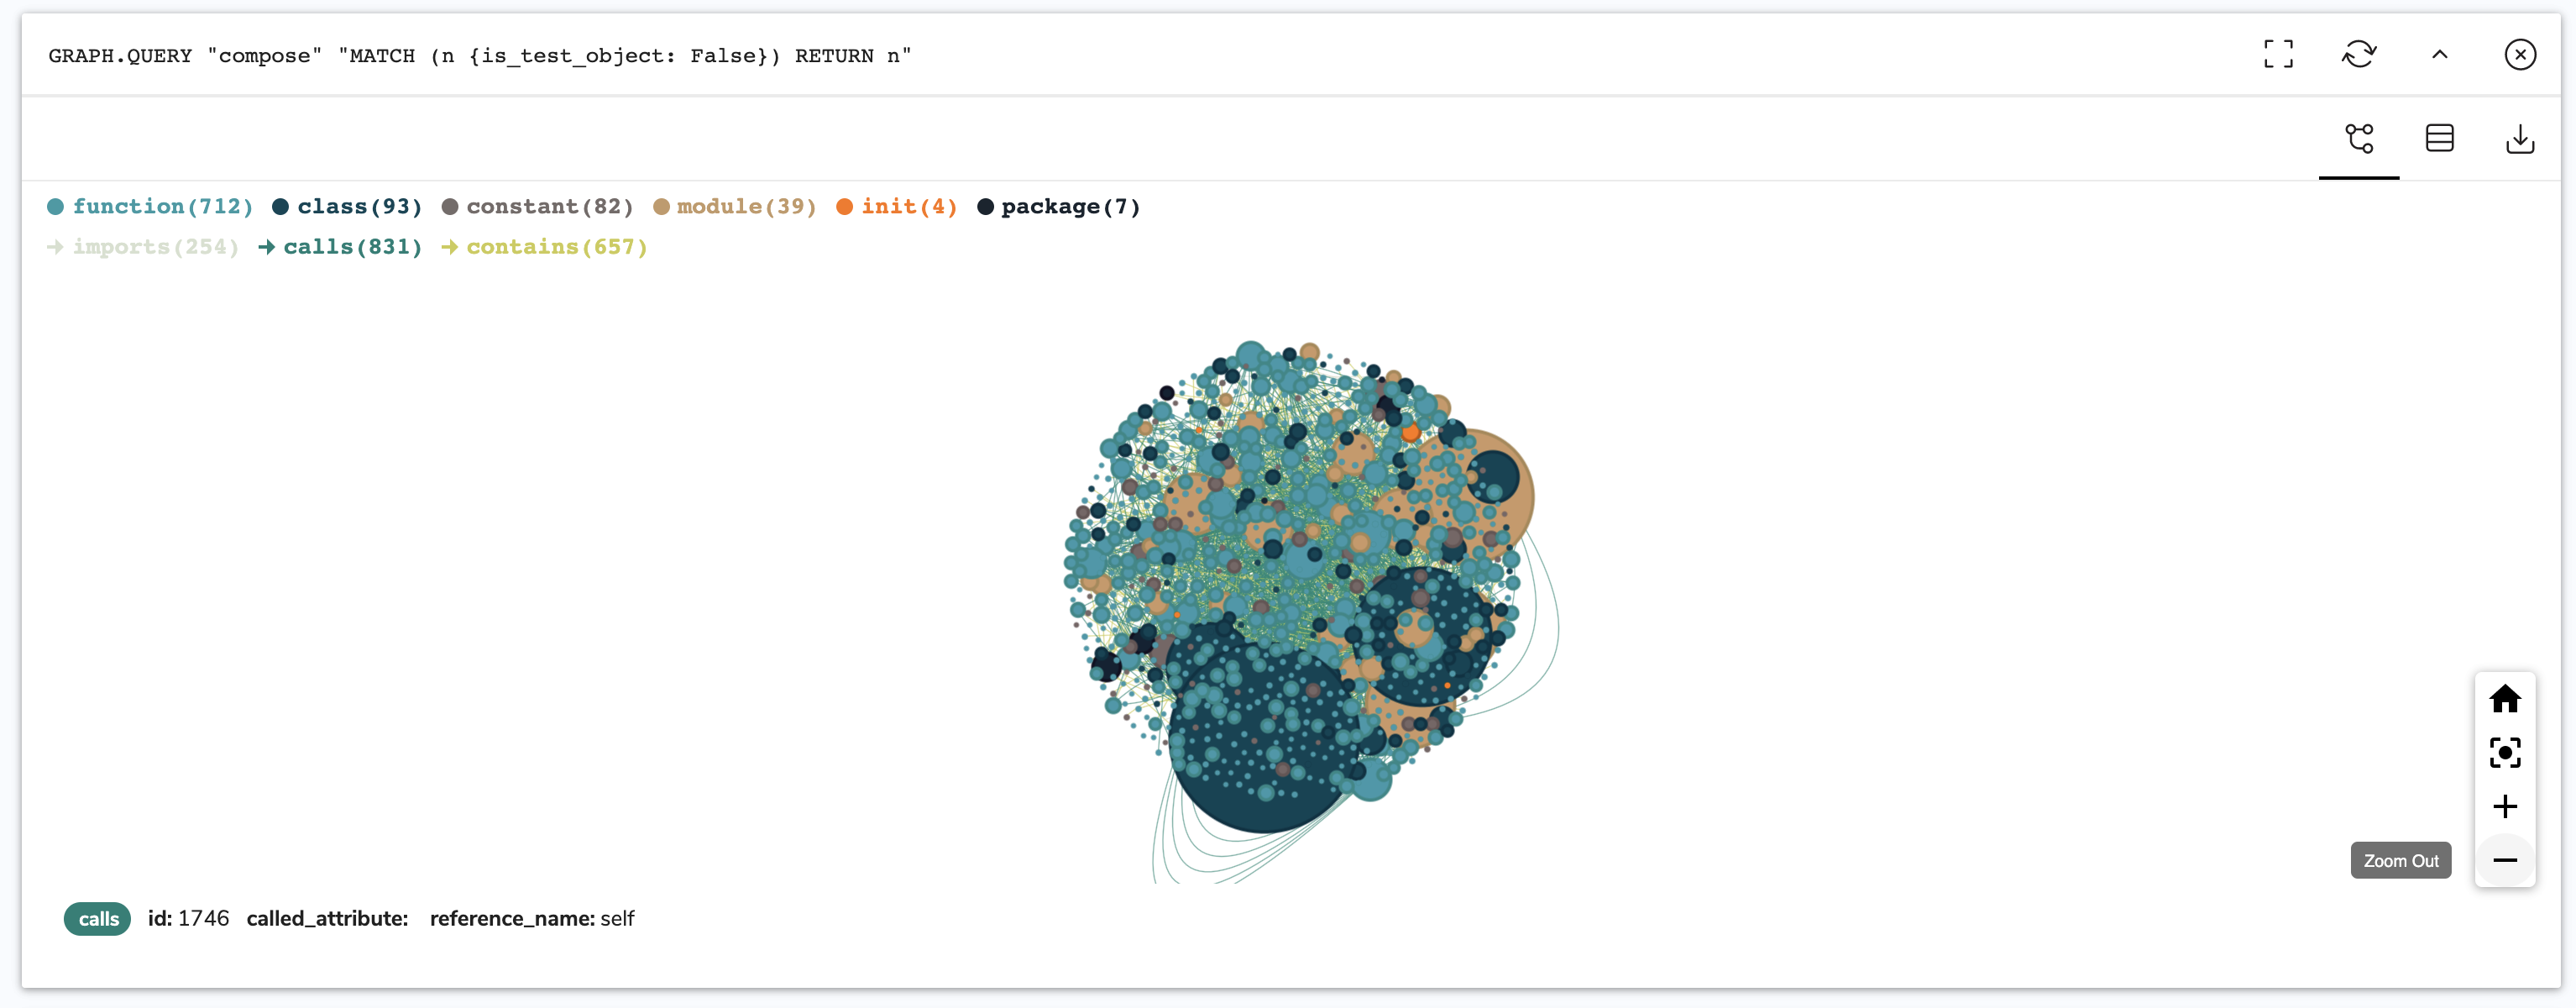 GRAPH.QUERY "compose" "MATCH (n {is_test_object: False}) RETURN n"
function(712) class(93) constant(82) module(39) init(4) package(7)
imports(254) calls(831) contains(657)
Zoom Out
calls id: 1746 called_attribute: reference_name: self